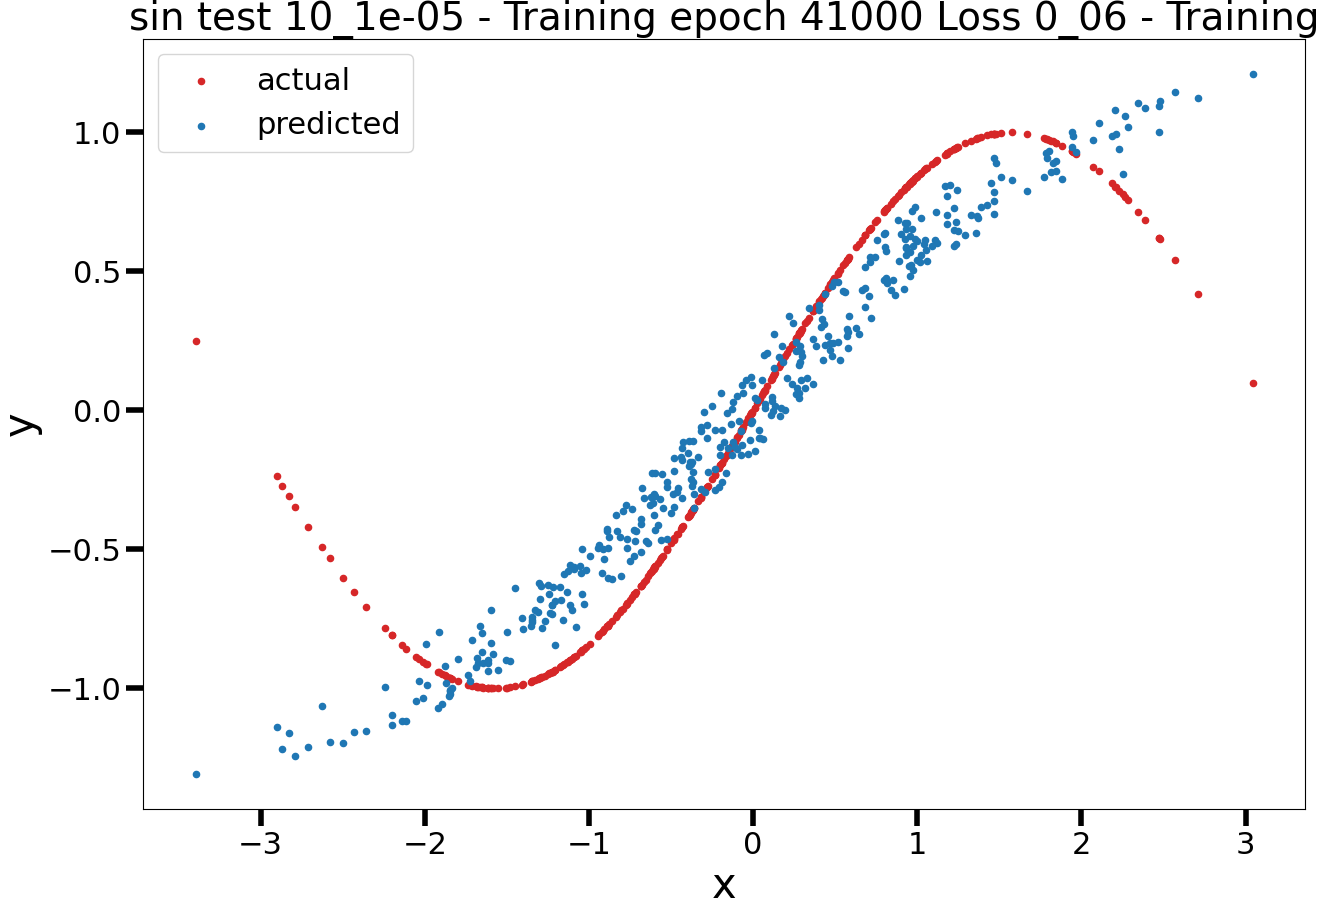 sin test 10_1e-05 - Training epoch 41000 Loss 0_06 - Training
actual
predicted
1.0
0.5
0.0
−0.5
−1.0
y
−3 −2 −1 0 1 2 3
x